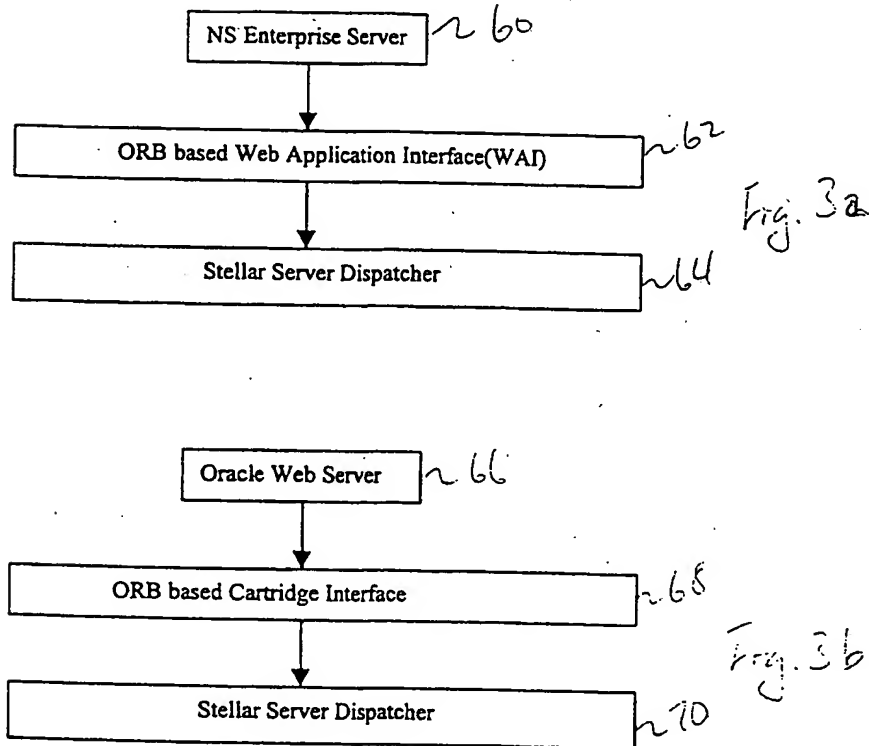 NS Enterprise Server ~ 60
ORB based Web Application Interface(WAI) ~62
Fig. 3a
Stellar Server Dispatcher ~64
Oracle Web Server ~ 66
ORB based Cartridge Interface ~68
Fig. 3b
Stellar Server Dispatcher ~70